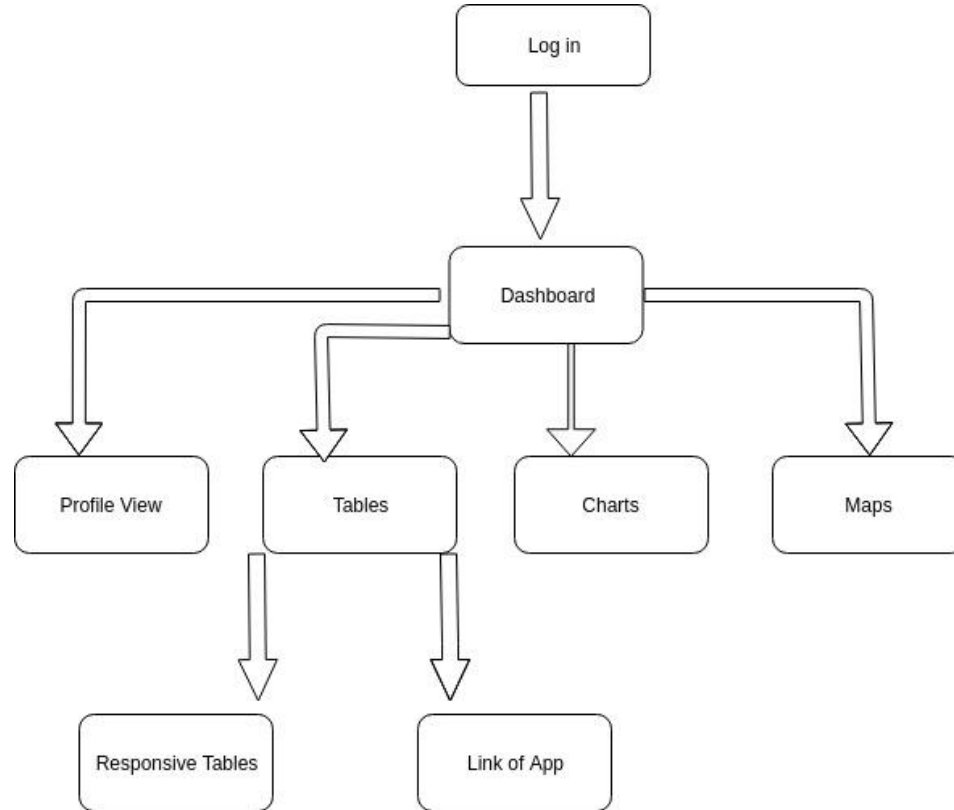 Log in
Dashboard
Profile View
Tables
Charts
Maps
Responsive Tables
Link of App